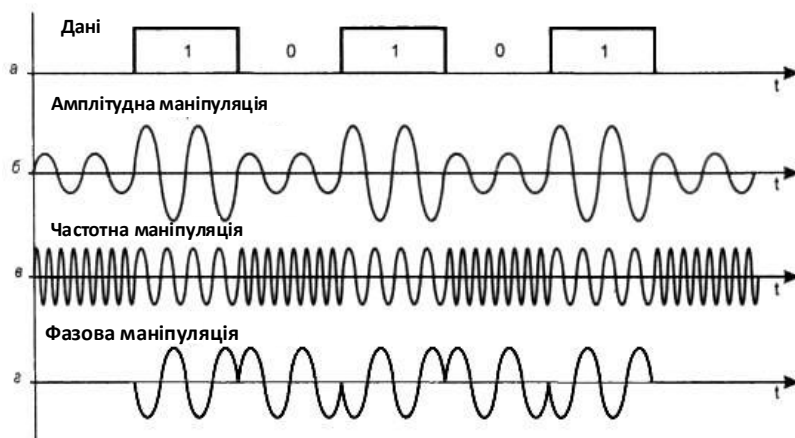 Дані
1 0 1 0 1
а t
Амплітудна маніпуляція
б t
Частотна маніпуляція
в t
Фазова маніпуляція
г t